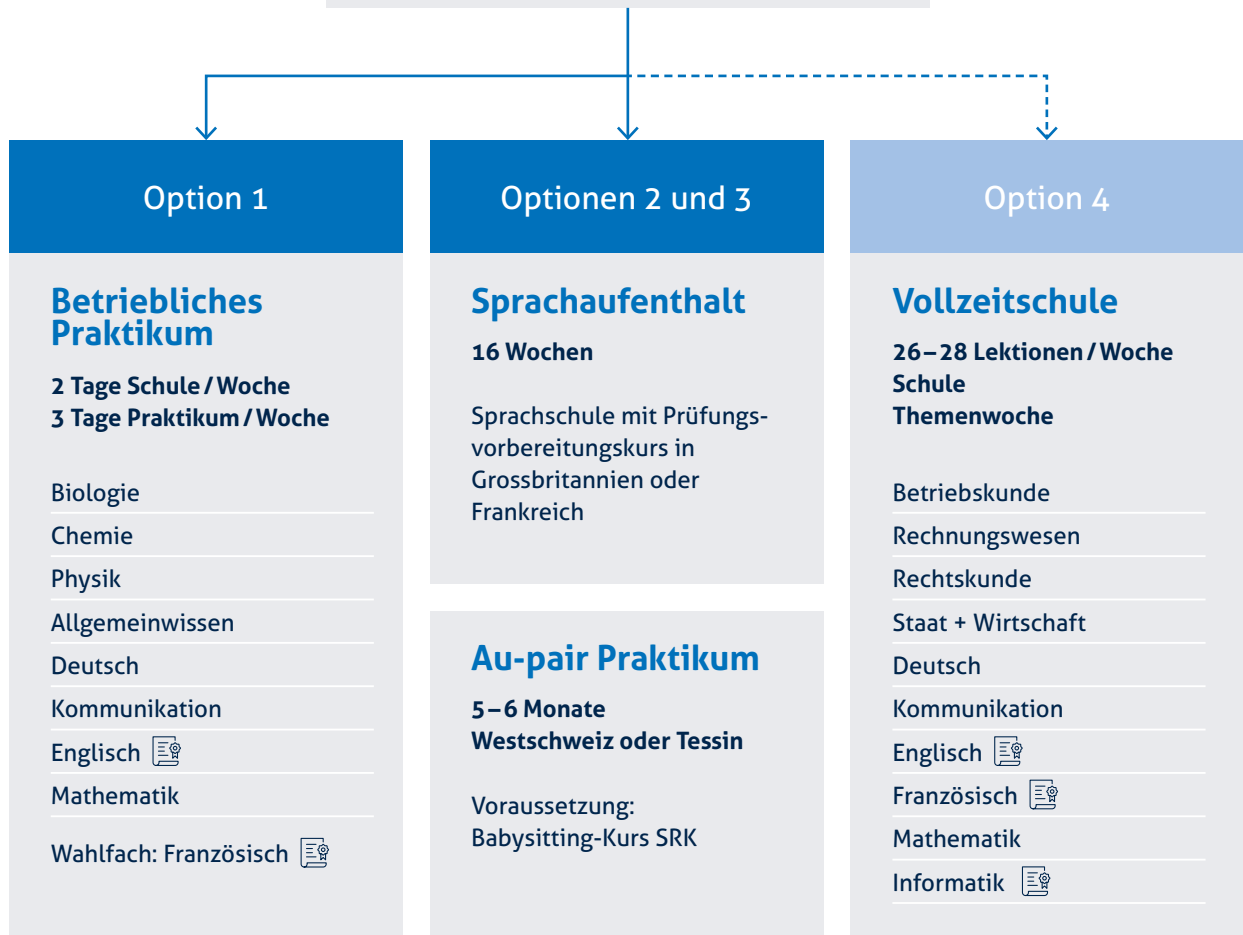 Option 1
Betriebliches
Praktikum
2 Tage Schule / Woche
3 Tage Praktikum / Woche
Biologie
Chemie
Physik
Allgemeinwissen
Deutsch
Kommunikation
Englisch
Mathematik
Wahlfach: Französisch
Optionen 2 und 3
Sprachaufenthalt
16 Wochen
Sprachschule mit Prüfungs-
vorbereitungskurs in
Grossbritannien oder
Frankreich
Au-pair Praktikum
5–6 Monate
Westschweiz oder Tessin
Voraussetzung:
Babysitting-Kurs SRK
Option 4
Vollzeitschule
26–28 Lektionen / Woche
Schule
Themenwoche
Betriebskunde
Rechnungswesen
Rechtskunde
Staat + Wirtschaft
Deutsch
Kommunikation
Englisch
Französisch
Mathematik
Informatik